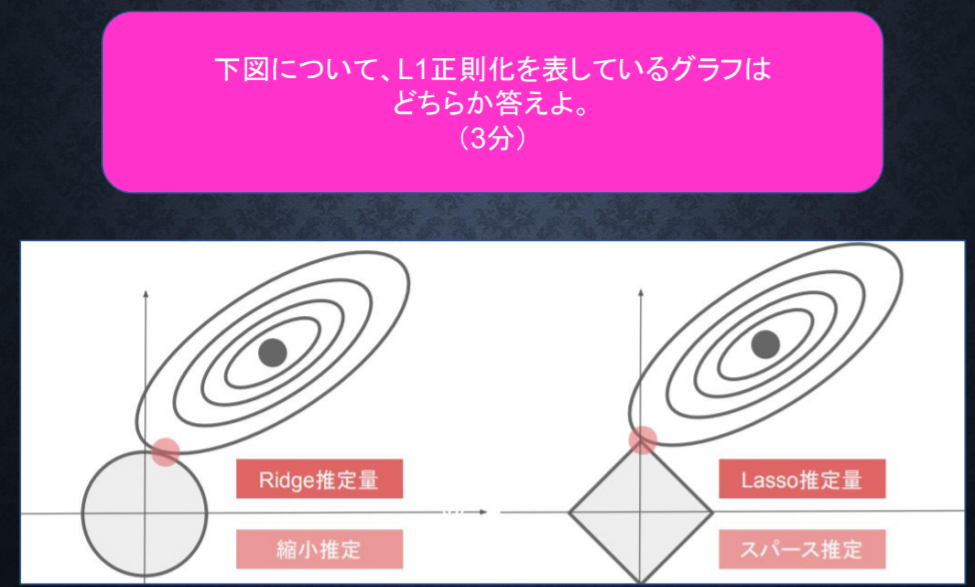 下図について、L1正則化を表しているグラフは
どちらか答えよ。
（3分）
Ridge推定量
縮小推定
Lasso推定量
スパース推定